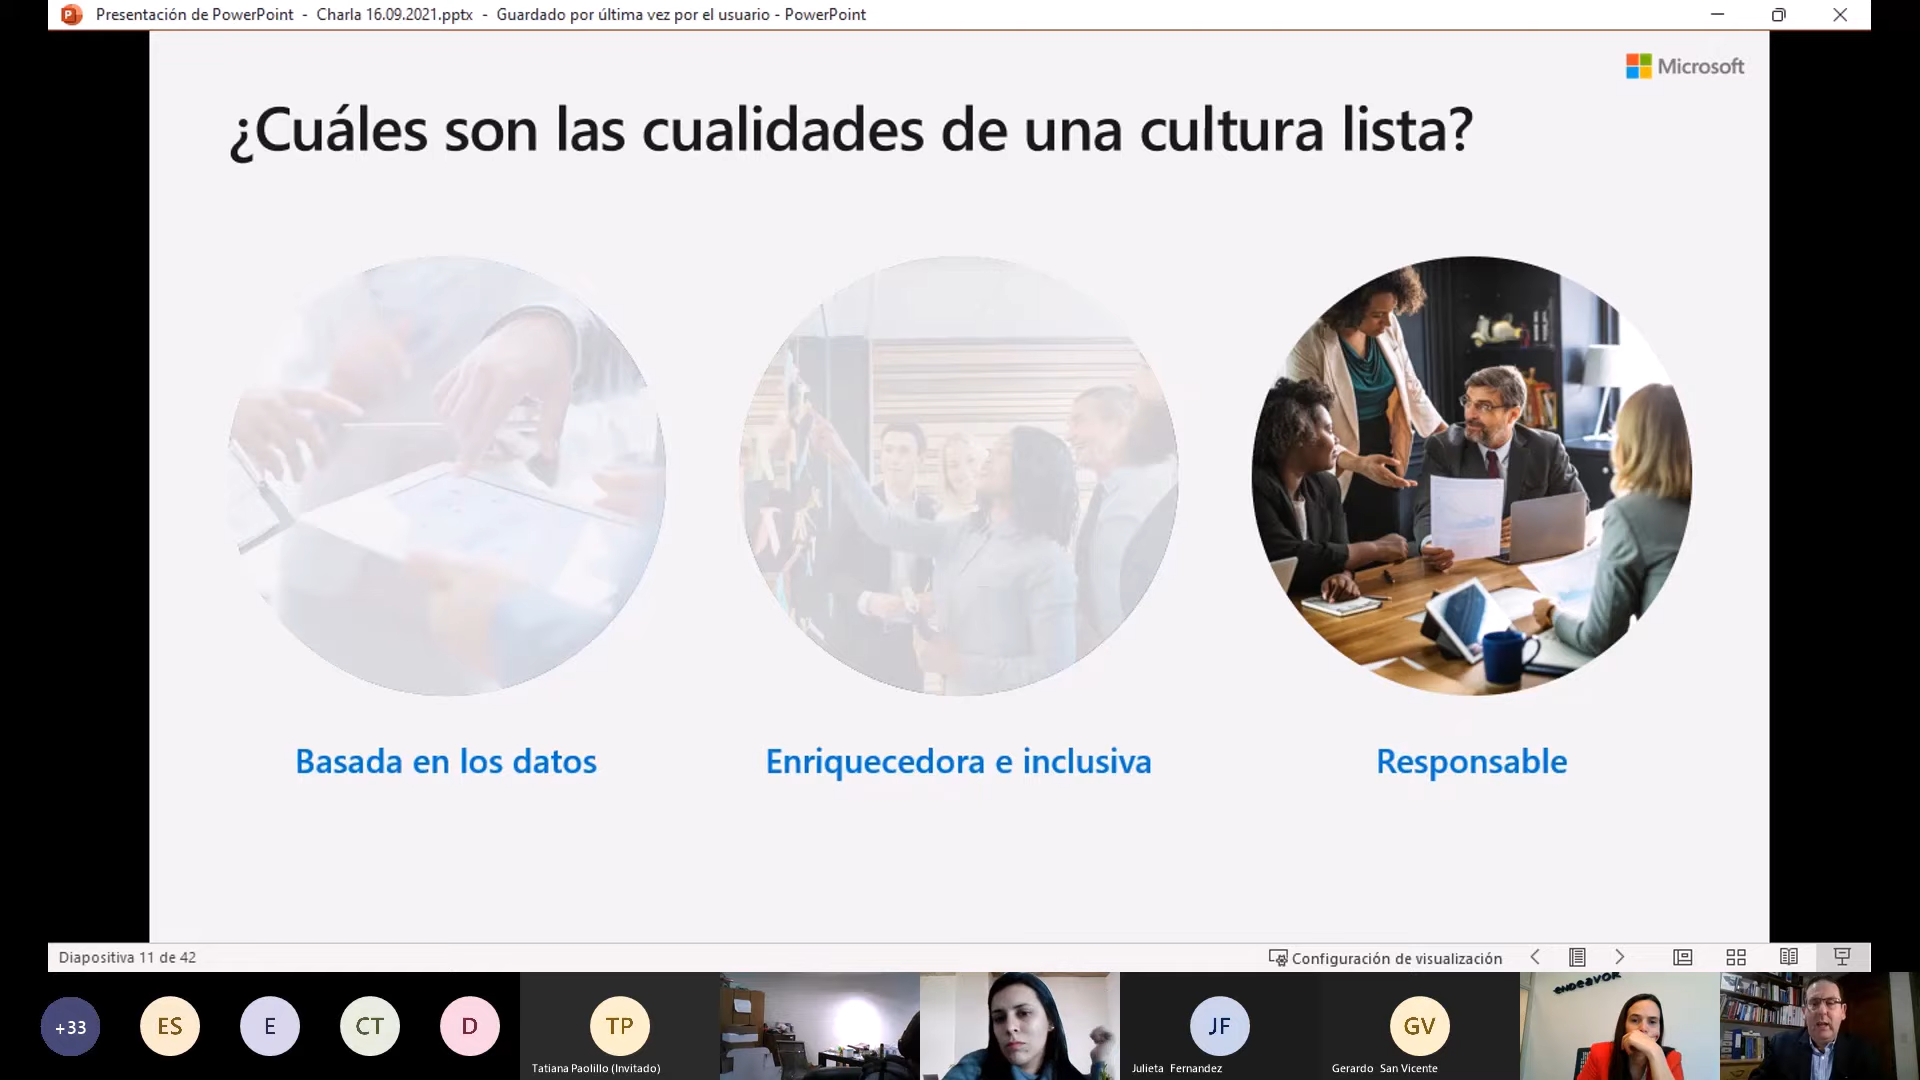 Presentación de PowerPoint - Charla 16.09.2021.pptx - Guardado por última vez por el usuario - PowerPoint
Microsoft
¿Cuáles son las cualidades de una cultura lista?
Basada en los datos
Enriquecedora e inclusiva
Responsable
Diapositiva 11 de 42
Configuración de visualización
+33
ES
E
CT
D
TP
Tatiana Paolillo (Invitado)
JF
Julieta Fernandez
GV
Gerardo San Vicente
enDeavor